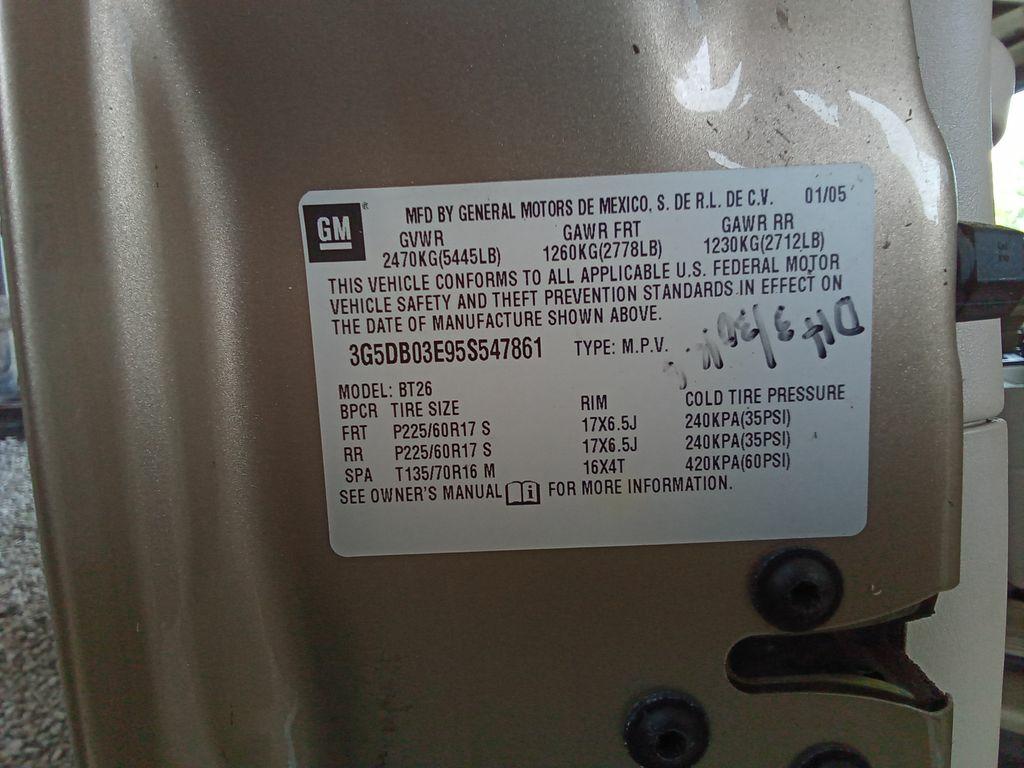 GM MFD BY GENERAL MOTORS DE MEXICO, S. DE R.L. DE C.V. 01/05
GVWR GAWR FRT GAWR RR
2470KG(5445LB) 1260KG(2778LB) 1230KG(2712LB)
THIS VEHICLE CONFORMS TO ALL APPLICABLE U.S. FEDERAL MOTOR
VEHICLE SAFETY AND THEFT PREVENTION STANDARDS IN EFFECT ON
THE DATE OF MANUFACTURE SHOWN ABOVE.
3G5DB03E95S547861 TYPE: M.P.V.
MODEL: BT26
BPCR TIRE SIZE RIM COLD TIRE PRESSURE
FRT P225/60R17 S 17X6.5J 240KPA(35PSI)
RR P225/60R17 S 17X6.5J 240KPA(35PSI)
SPA T135/70R16 M 16X4T 420KPA(60PSI)
SEE OWNER'S MANUAL FOR MORE INFORMATION.